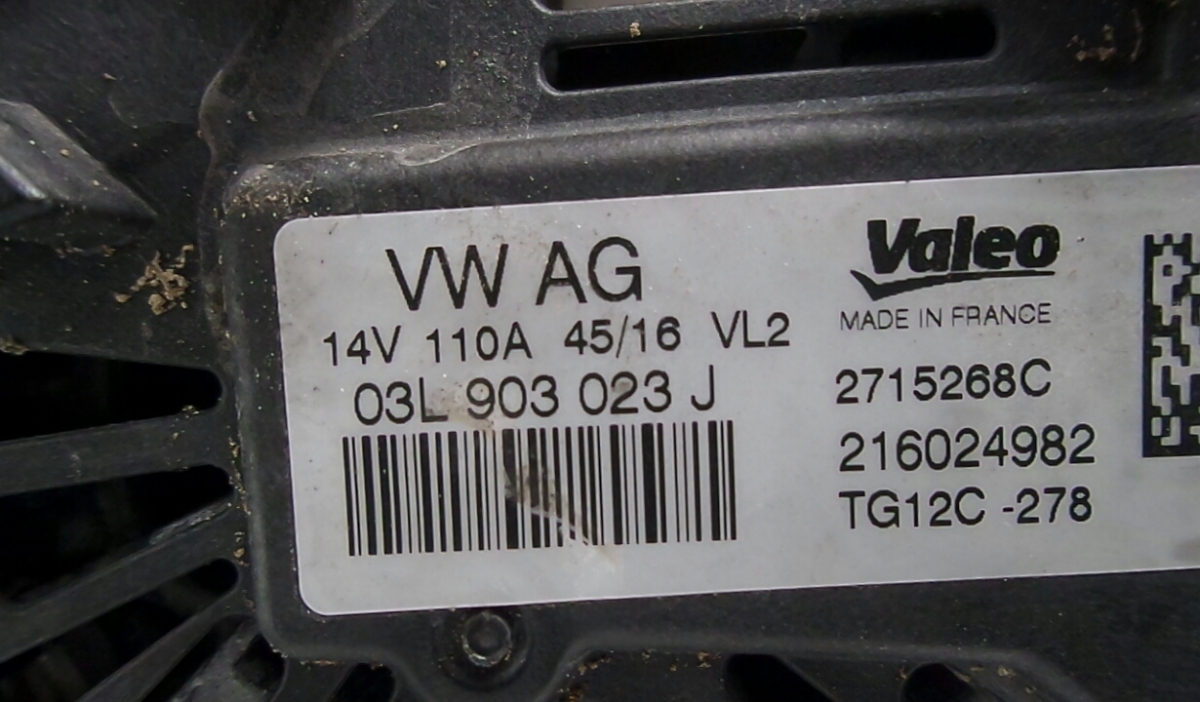 VW AG
14V 110A 45/16 VL2
03L 903 023 J
Valeo
MADE IN FRANCE
2715268C
216024982
TG12C -278